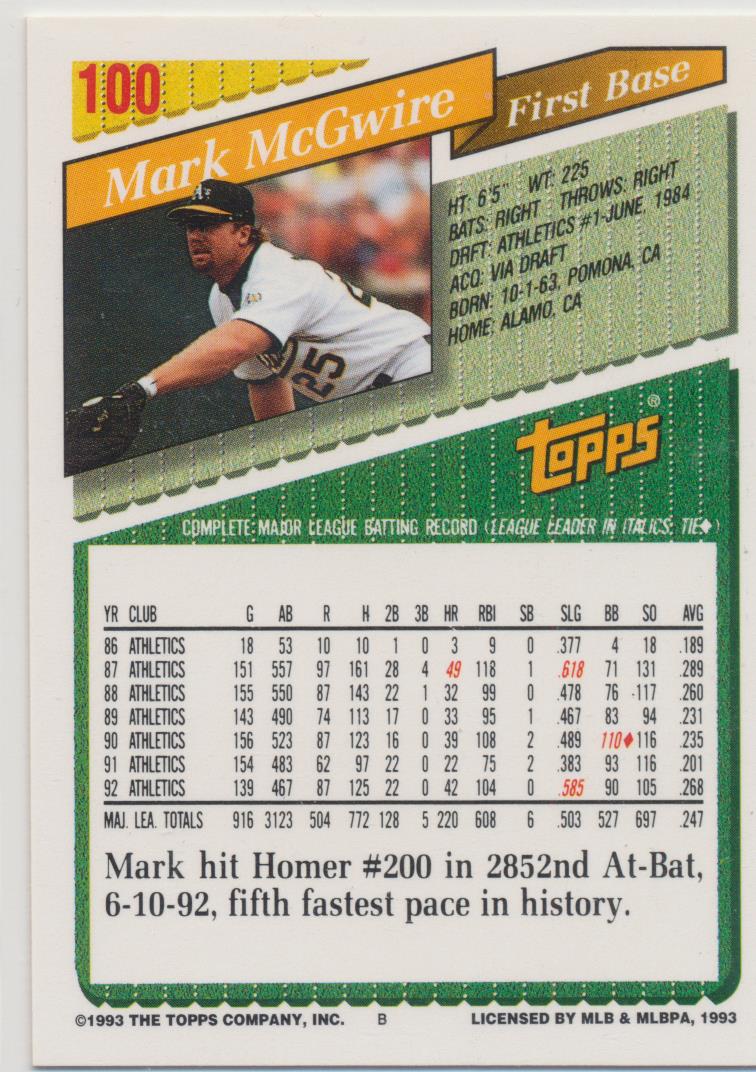 100
Mark McGwire
First Base
A's
25
HT: 6'5" WT: 225
BATS: RIGHT THROWS: RIGHT
DRFT: ATHLETICS #1-JUNE, 1984
ACQ: VIA DRAFT
BORN: 10-1-63, POMONA, CA
HOME: ALAMO, CA
TOPPS®
COMPLETE MAJOR LEAGUE BATTING RECORD (LEAGUE LEADER IN ITALICS: TIE♦)
YR CLUB G AB R H 2B 3B HR RBI SB SLG BB SO AVG
86 ATHLETICS 18 53 10 10 1 0 3 9 0 .377 4 18 .189
87 ATHLETICS 151 557 97 161 28 4 49 118 1 .618 71 131 .289
88 ATHLETICS 155 550 87 143 22 1 32 99 0 .478 76 117 .260
89 ATHLETICS 143 490 74 113 17 0 33 95 1 .467 83 94 .231
90 ATHLETICS 156 523 87 123 16 0 39 108 2 .489 110♦ 116 .235
91 ATHLETICS 154 483 62 97 22 0 22 75 2 .383 93 116 .201
92 ATHLETICS 139 467 87 125 22 0 42 104 0 .585 90 105 .268
MAJ. LEA. TOTALS 916 3123 504 772 128 5 220 608 6 .503 527 697 .247
Mark hit Homer #200 in 2852nd At-Bat,
6-10-92, fifth fastest pace in history.
©1993 THE TOPPS COMPANY, INC. B LICENSED BY MLB & MLBPA, 1993